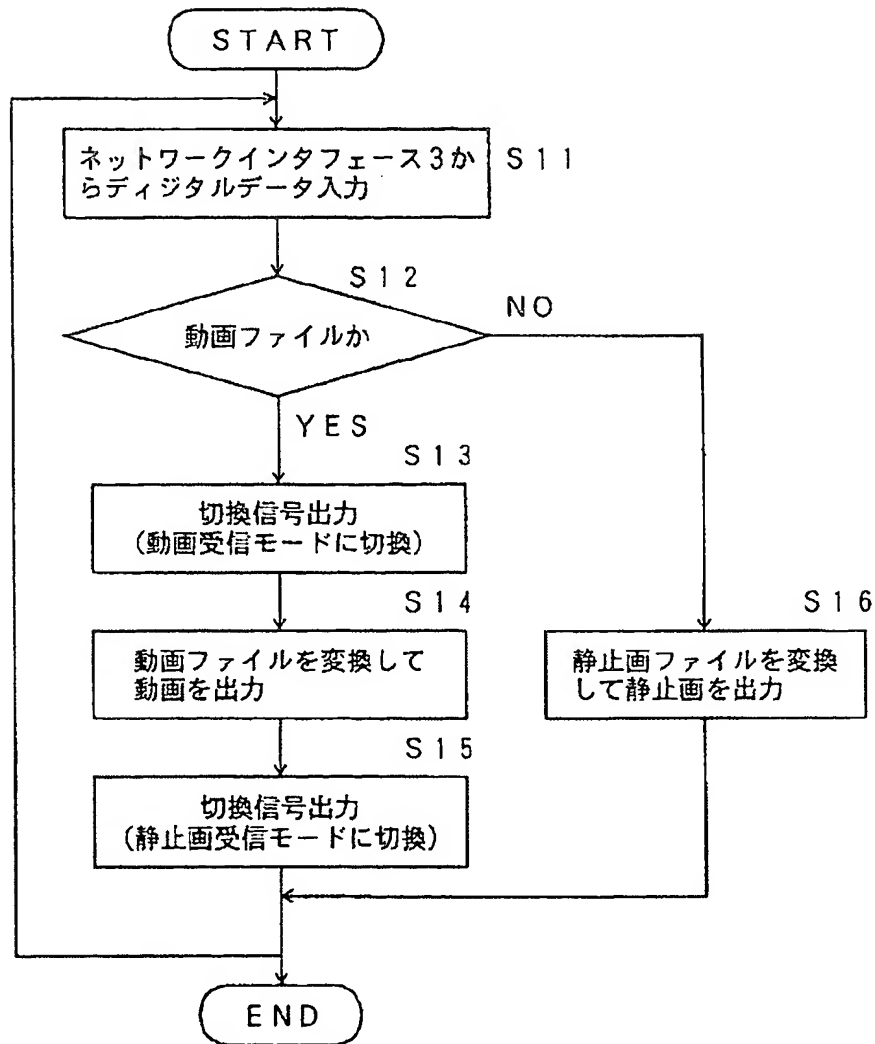 START
ネットワークインタフェース3か
らディジタルデータ入力
S11
S12
動画ファイルか
NO
YES
S13
切換信号出力
(動画受信モードに切換)
S14
動画ファイルを変換して
動画を出力
S16
静止画ファイルを変換
して静止画を出力
S15
切換信号出力
(静止画受信モードに切換)
END